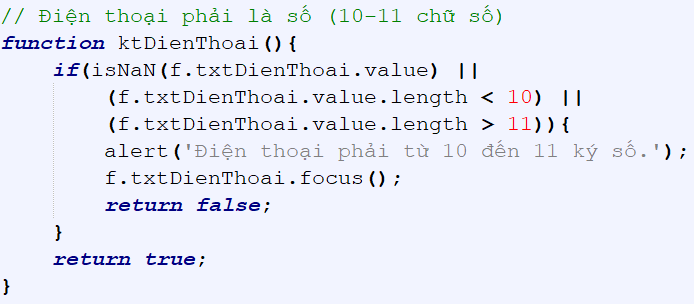 // Điện thoại phải là số (10-11 chữ số)
function ktDienThoai(){
    if(isNaN(f.txtDienThoai.value) ||
        (f.txtDienThoai.value.length < 10) ||
        (f.txtDienThoai.value.length > 11)){
        alert('Điện thoại phải từ 10 đến 11 ký số.');
        f.txtDienThoai.focus();
        return false;
    }
    return true;
}